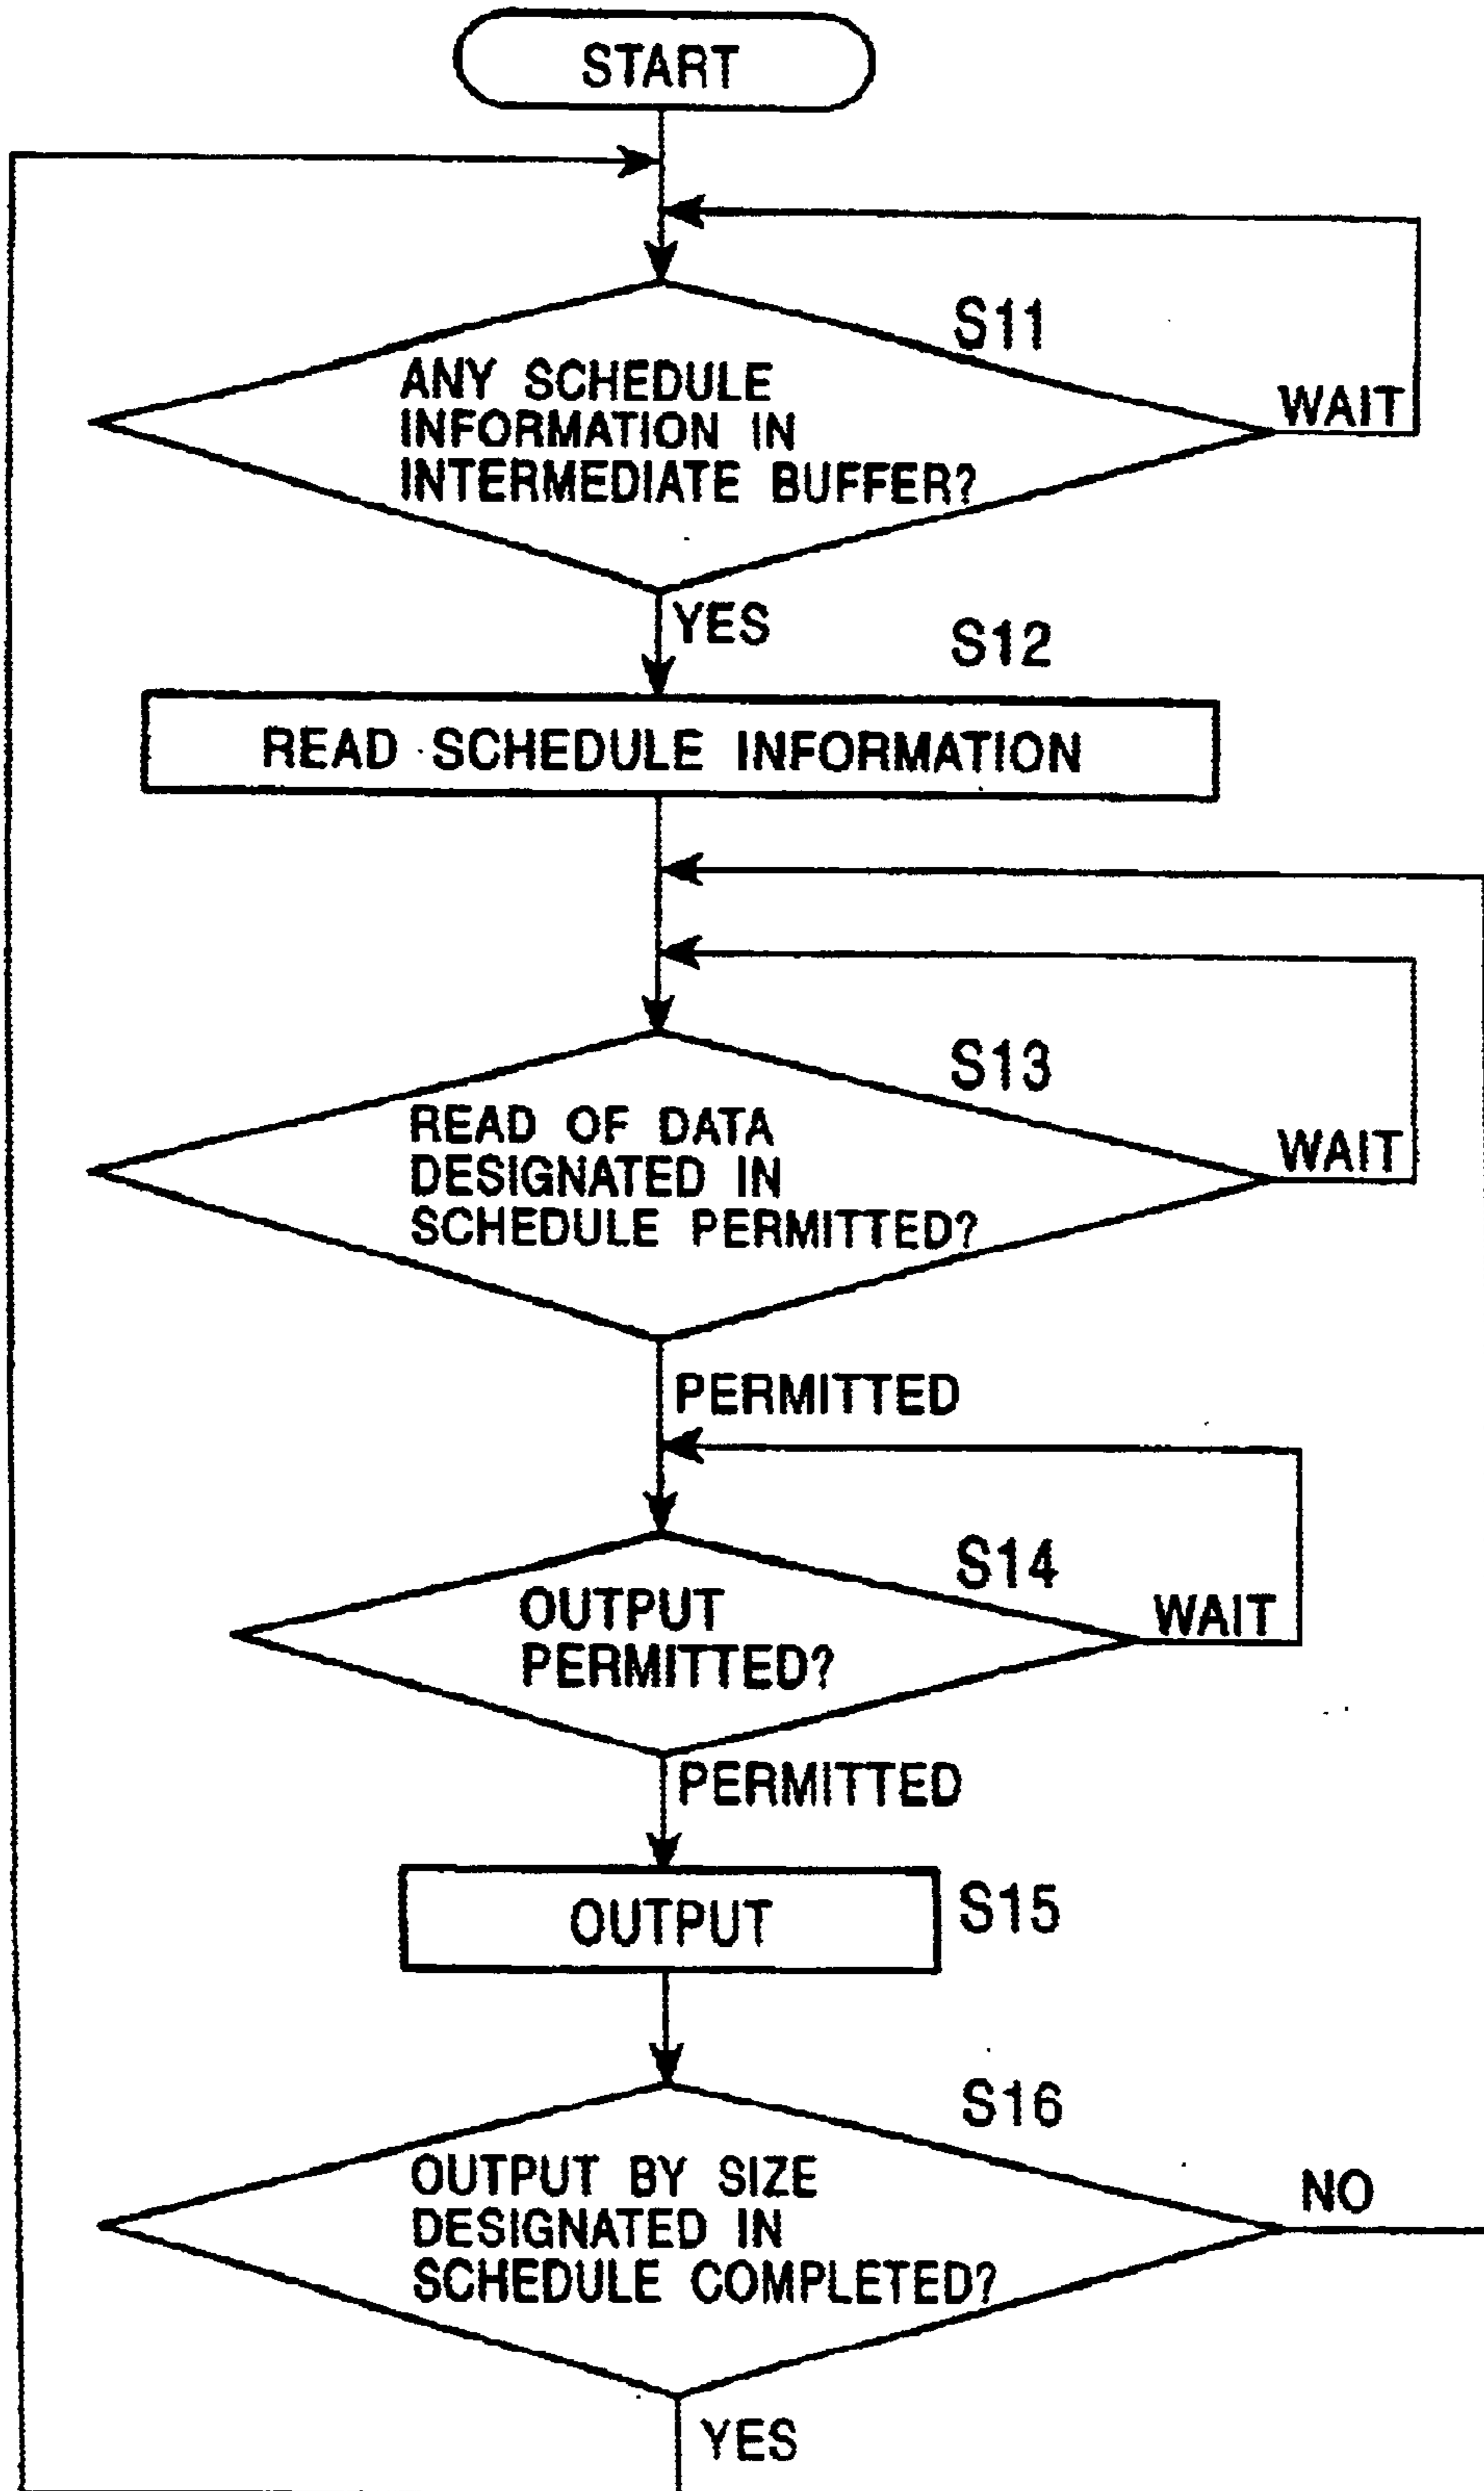 START
S11
ANY SCHEDULE
INFORMATION IN
INTERMEDIATE BUFFER?
WAIT
YES
S12
READ SCHEDULE INFORMATION
S13
READ OF DATA
DESIGNATED IN
SCHEDULE PERMITTED?
WAIT
PERMITTED
S14
OUTPUT
PERMITTED?
WAIT
PERMITTED
OUTPUT
S15
S16
OUTPUT BY SIZE
DESIGNATED IN
SCHEDULE COMPLETED?
NO
YES